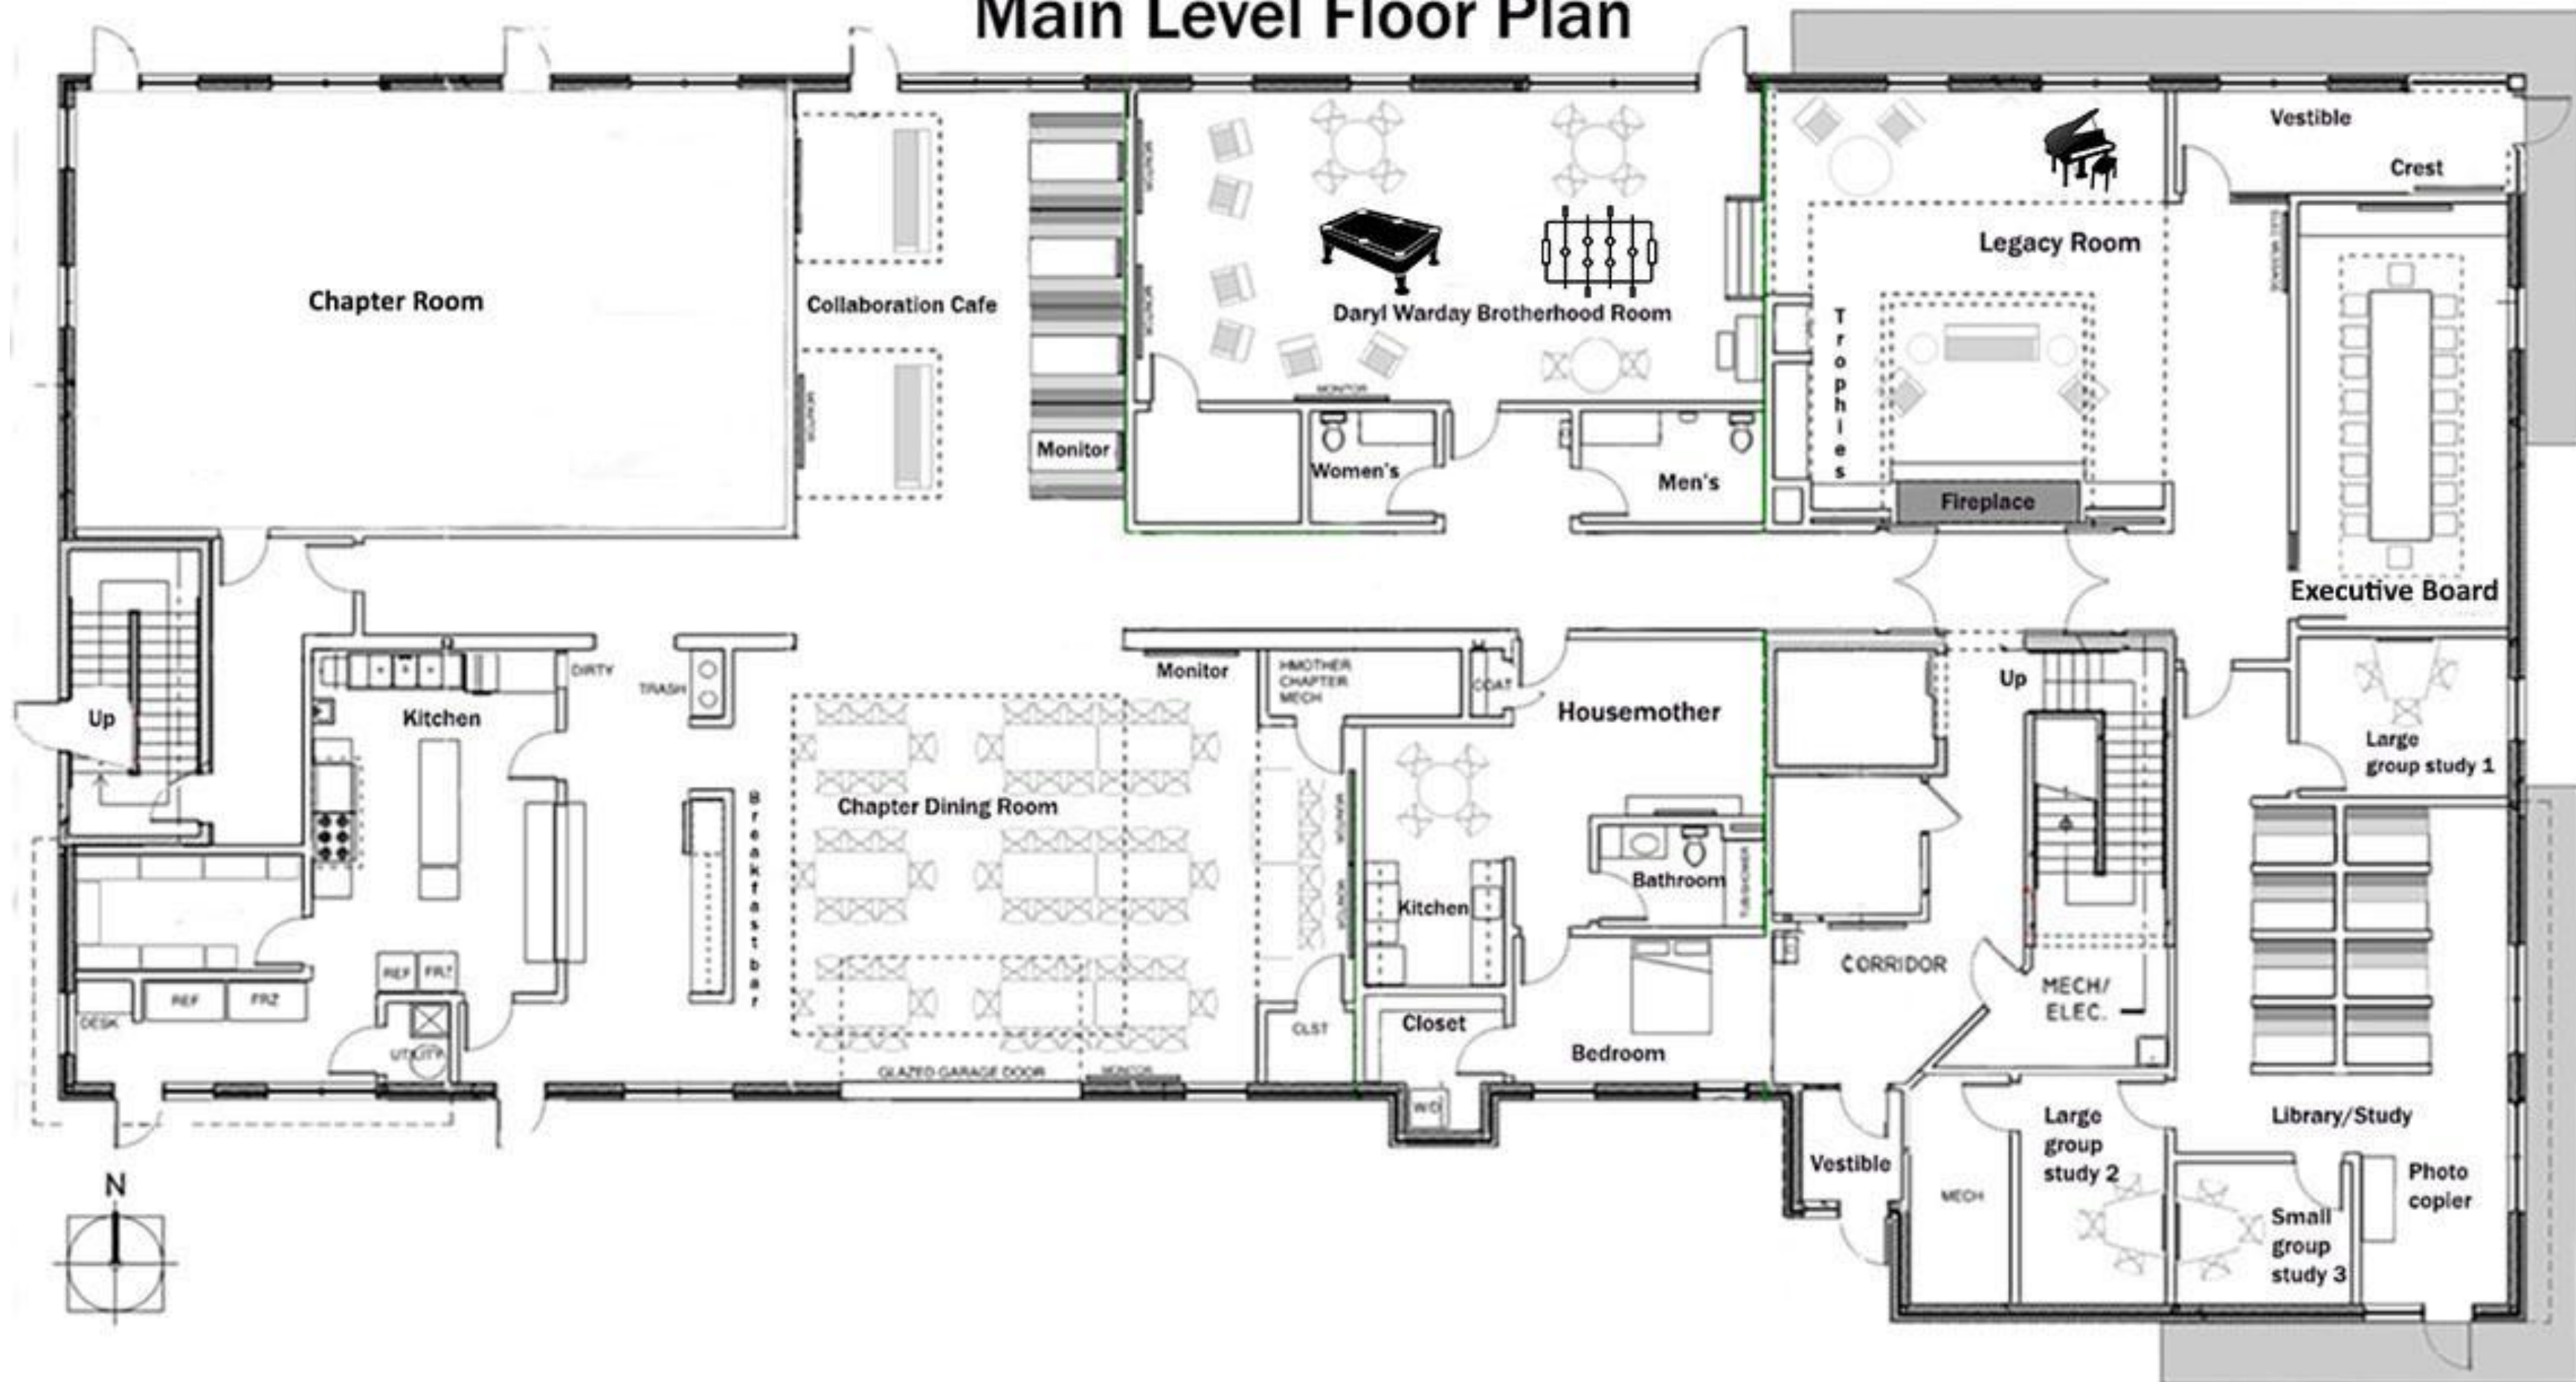 Main Level Floor Plan
Vestible
Crest
Legacy Room
Chapter Room
Collaboration Cafe
Daryl Warday Brotherhood Room
Trophies
MONITOR
Monitor
Women's
Men's
Fireplace
Executive Board
DIRTY
TRASH
Monitor
HMOTHER
CHAPTER
MECH
COAT
Up
Up
Kitchen
Housemother
Large
group study 1
Breakfast bar
Chapter Dining Room
Kitchen
Bathroom
REF
FRZ
CORRIDOR
MECH/
ELEC.
REF
FRZ
DESK
CLST
Closet
UTILITY
Bedroom
GLAZED GARAGE DOOR
MONITOR
W/D
Large
group
study 2
Library/Study
Vestible
MECH
Photo
copier
Small
group
study 3
N